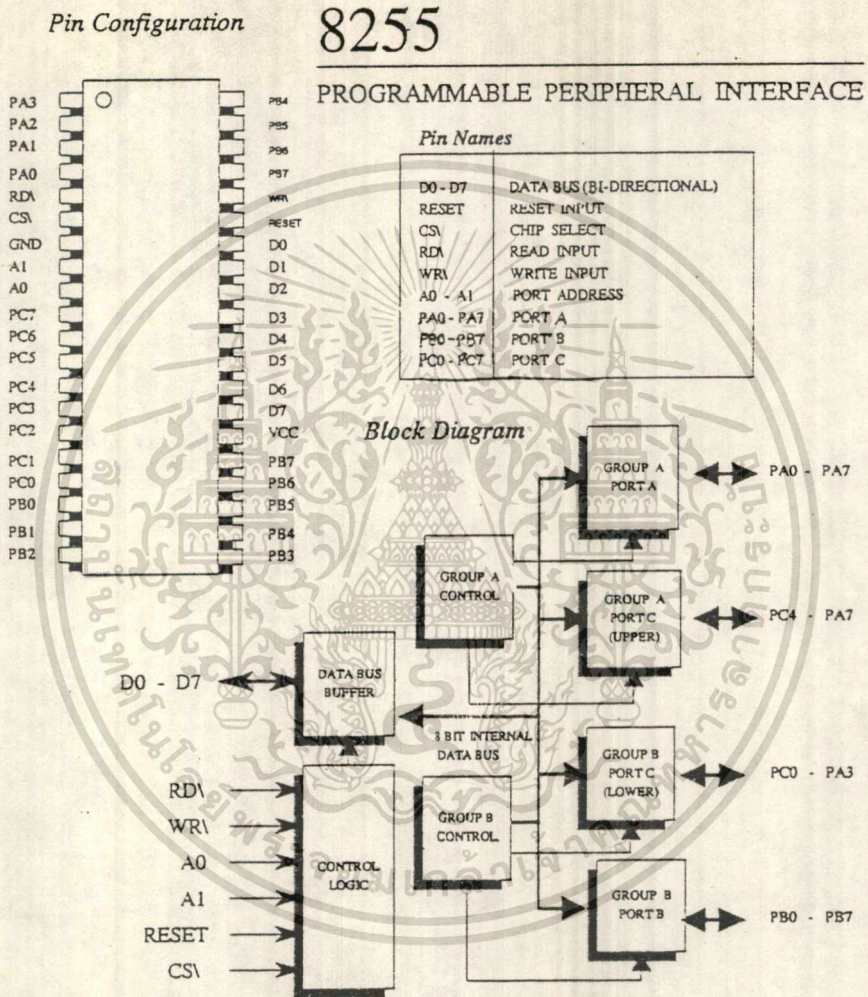 Pin Configuration
8255
PROGRAMMABLE PERIPHERAL INTERFACE
PA3
PA2
PA1
PA0
RD\
CS\
GND
A1
A0
PC7
PC6
PC5
PC4
PC3
PC2
PC1
PC0
PB0
PB1
PB2
PB4
PB5
PB6
PB7
WR\
RESET
D0
D1
D2
D3
D4
D5
D6
D7
VCC
PB7
PB6
PB5
PB4
PB3
Pin Names
D0 - D7 DATA BUS (BI-DIRECTIONAL)
RESET RESET INPUT
CS\ CHIP SELECT
RD\ READ INPUT
WR\ WRITE INPUT
A0 - A1 PORT ADDRESS
PA0 - PA7 PORT A
PB0 - PB7 PORT B
PC0 - PC7 PORT C
Block Diagram
GROUP A
PORT A
PA0 - PA7
GROUP A
CONTROL
GROUP A
PORT C
(UPPER)
PC4 - PA7
D0 - D7
DATA BUS
BUFFER
8 BIT INTERNAL
DATA BUS
GROUP B
PORT C
(LOWER)
PC0 - PA3
RD\
WR\
A0
A1
RESET
CS\
CONTROL
LOGIC
GROUP B
CONTROL
GROUP B
PORT B
PB0 - PB7